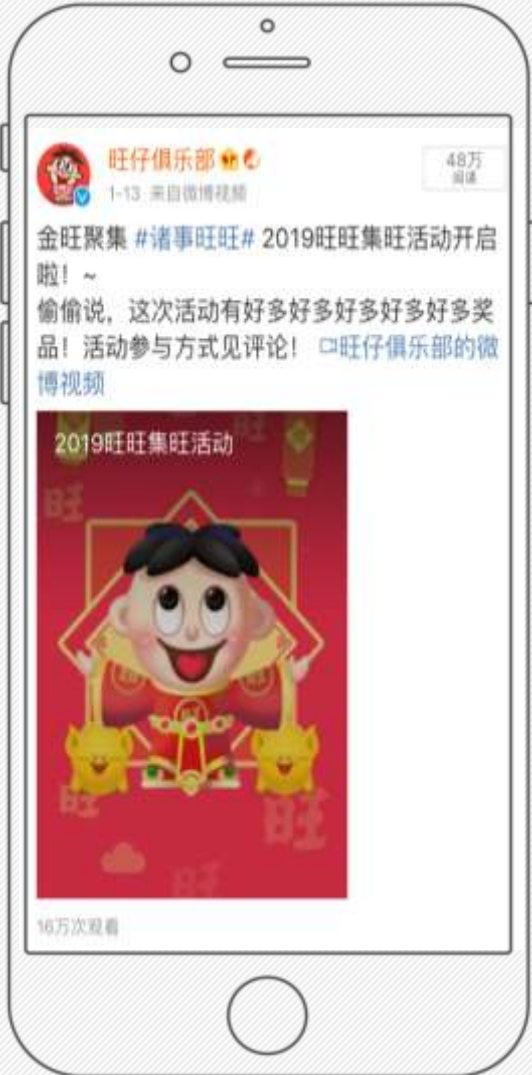 旺仔俱乐部
48万
阅读
1-13 来自微博视频
金旺聚集 #诸事旺旺# 2019旺旺集旺活动开启
啦！~
偷偷说，这次活动有好多好多好多好多好多奖
品！活动参与方式见评论！ 旺仔俱乐部的微
博视频
2019旺旺集旺活动
旺
旺
旺
旺
旺
旺
16万次观看